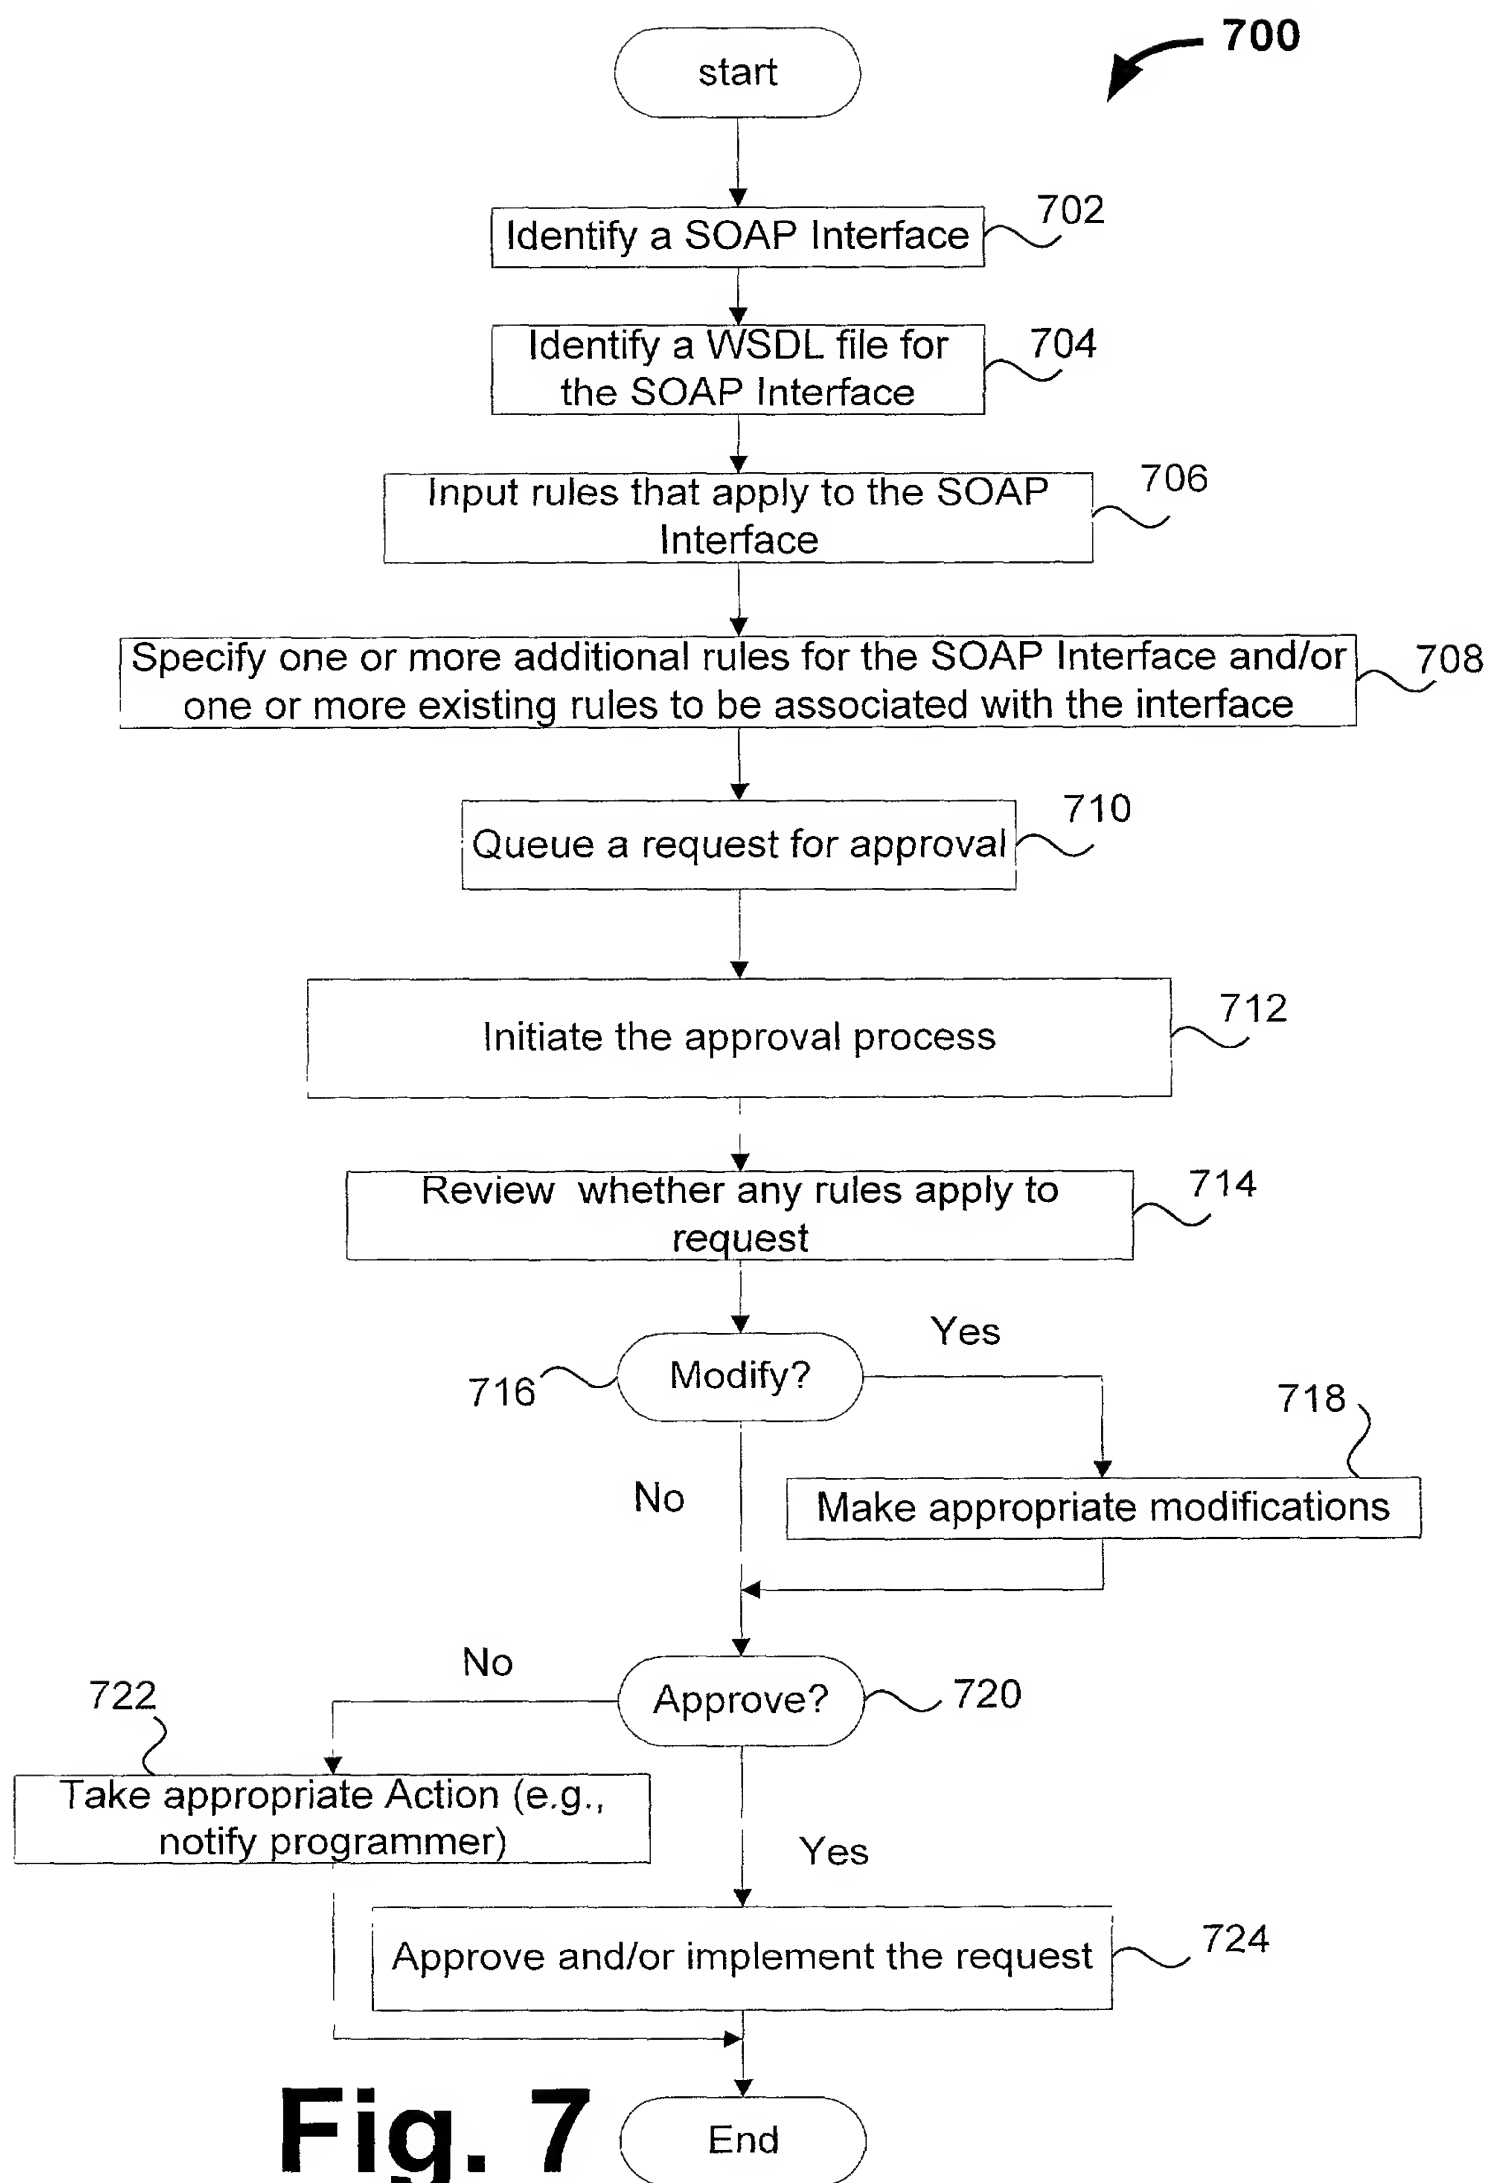 700
start
702
Identify a SOAP Interface
704
Identify a WSDL file for
the SOAP Interface
706
Input rules that apply to the SOAP
Interface
708
Specify one or more additional rules for the SOAP Interface and/or
one or more existing rules to be associated with the interface
710
Queue a request for approval
712
Initiate the approval process
714
Review whether any rules apply to
request
Yes
Modify?
716
718
No
Make appropriate modifications
No
722
Approve?
720
Take appropriate Action (e.g.,
notify programmer)
Yes
724
Approve and/or implement the request
Fig. 7
End